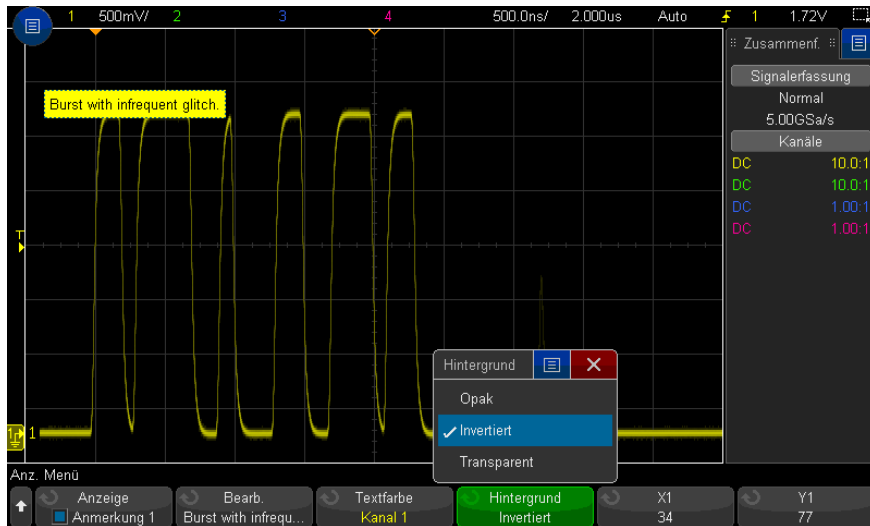 1 500mV/ 2 3 4 500.0ns/ 2.000us Auto 1 1.72V
Zusammenf.
Signalerfassung
Normal
5.00GSa/s
Kanäle
DC 10.0:1
DC 10.0:1
DC 1.00:1
DC 1.00:1
Burst with infrequent glitch.
T
1 1
Hintergrund
Opak
Invertiert
Transparent
Anz. Menü
Anzeige Bearb. Textfarbe Hintergrund X1 Y1
Anmerkung 1 Burst with infrequ... Kanal 1 Invertiert 34 77